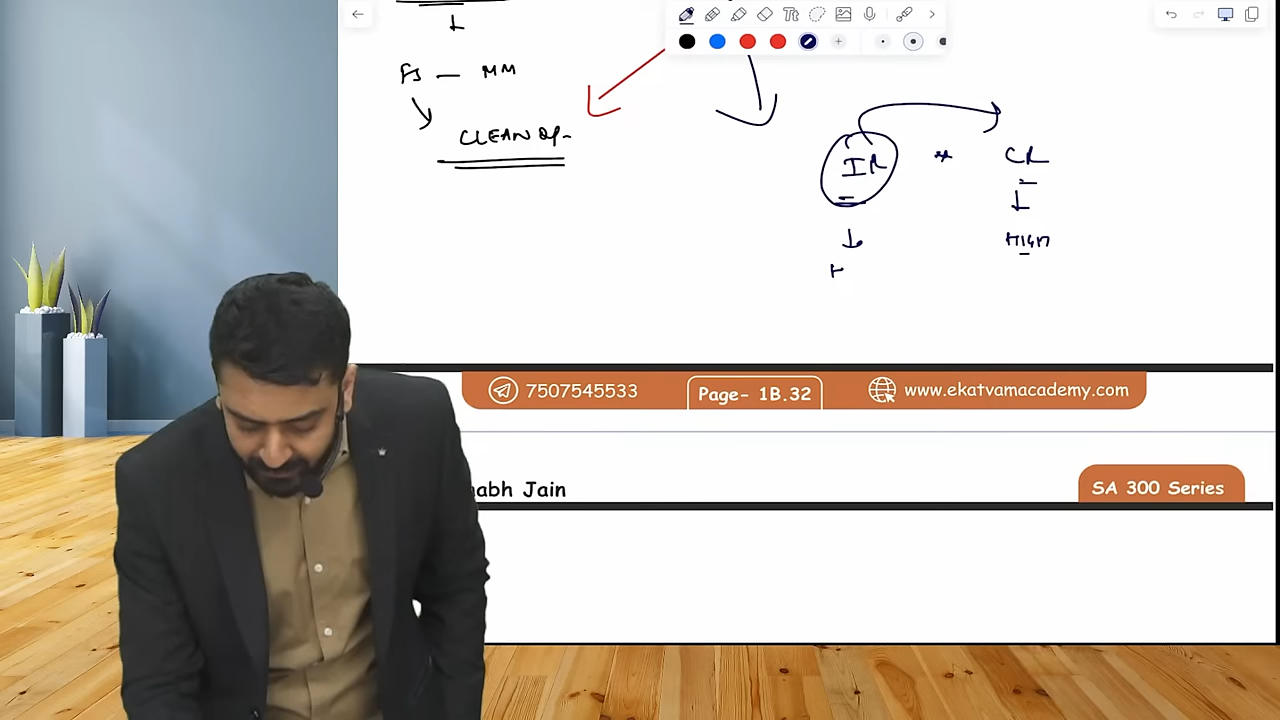 FS — MM
CLEAN OP-
IR * CR
HIGH
H
7507545533
Page- 1B.32
www.ekatvamacademy.com
abh Jain
SA 300 Series